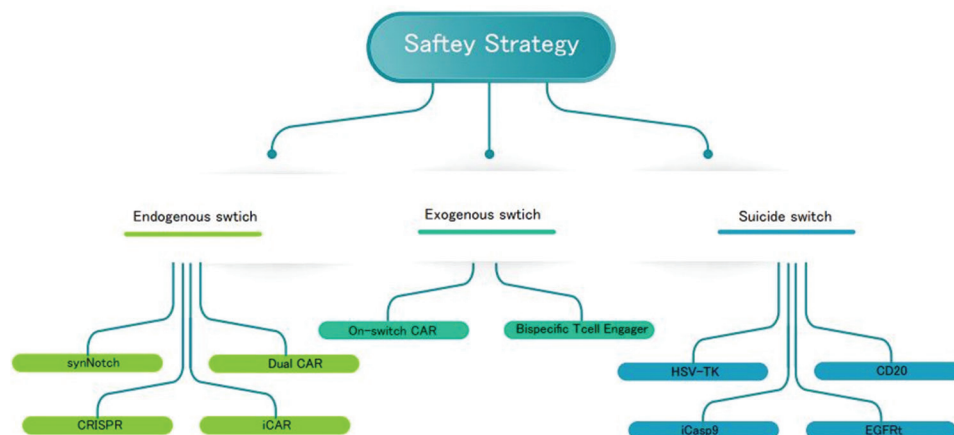 Saftey Strategy
Endogenous swtich
Exogenous swtich
Suicide switch
On-switch CAR
Bispecific Tcell Engager
synNotch
Dual CAR
HSV-TK
CD20
CRISPR
iCAR
iCasp9
EGFRt